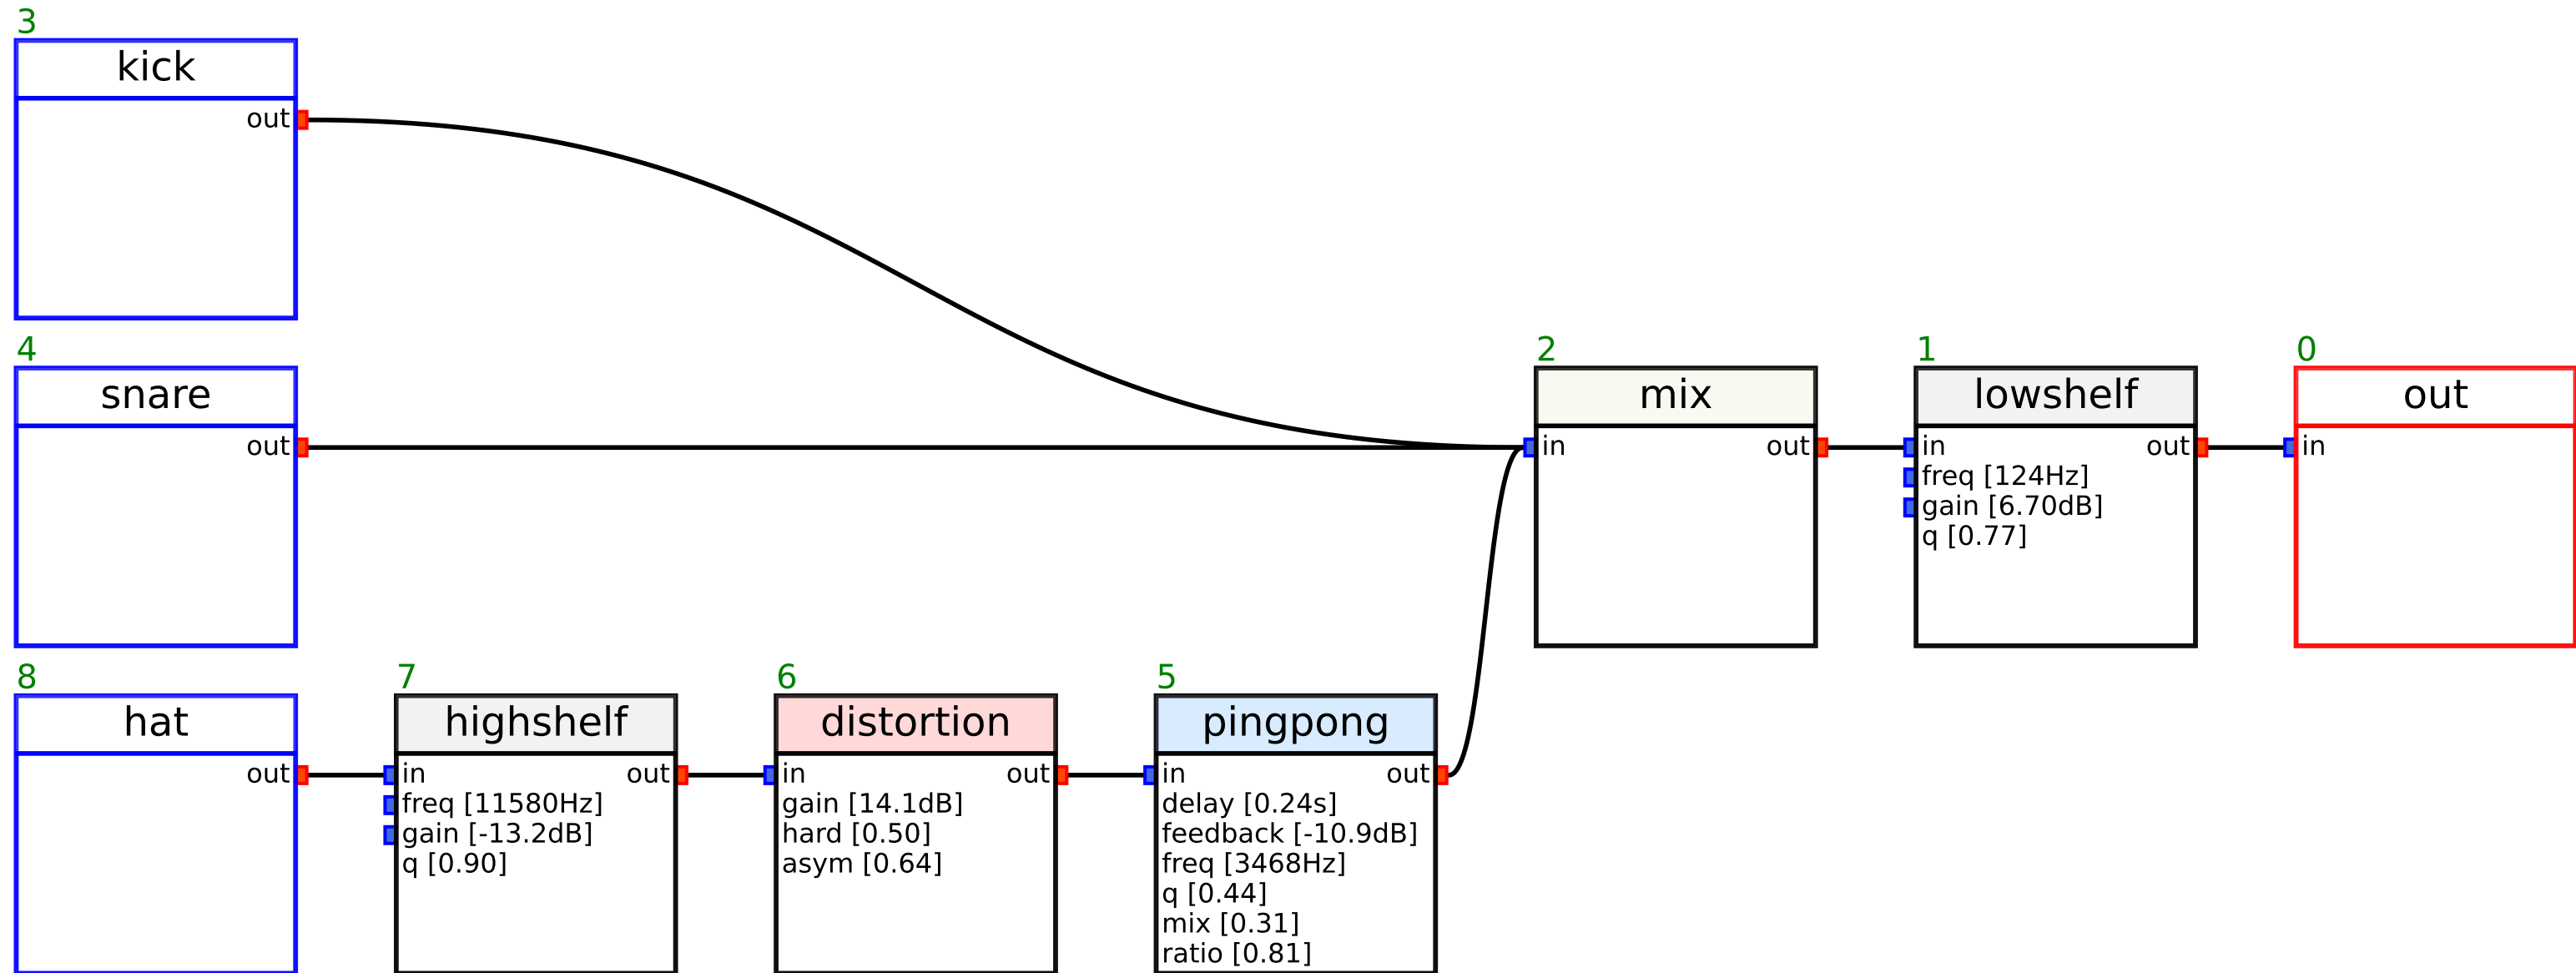 3
kick
out
4
snare
out
2
mix
in
out
1
lowshelf
in
out
freq [124Hz]
gain [6.70dB]
q [0.77]
0
out
in
8
hat
out
7
highshelf
in
out
freq [11580Hz]
gain [-13.2dB]
q [0.90]
6
distortion
in
out
gain [14.1dB]
hard [0.50]
asym [0.64]
5
pingpong
in
out
delay [0.24s]
feedback [-10.9dB]
freq [3468Hz]
q [0.44]
mix [0.31]
ratio [0.81]